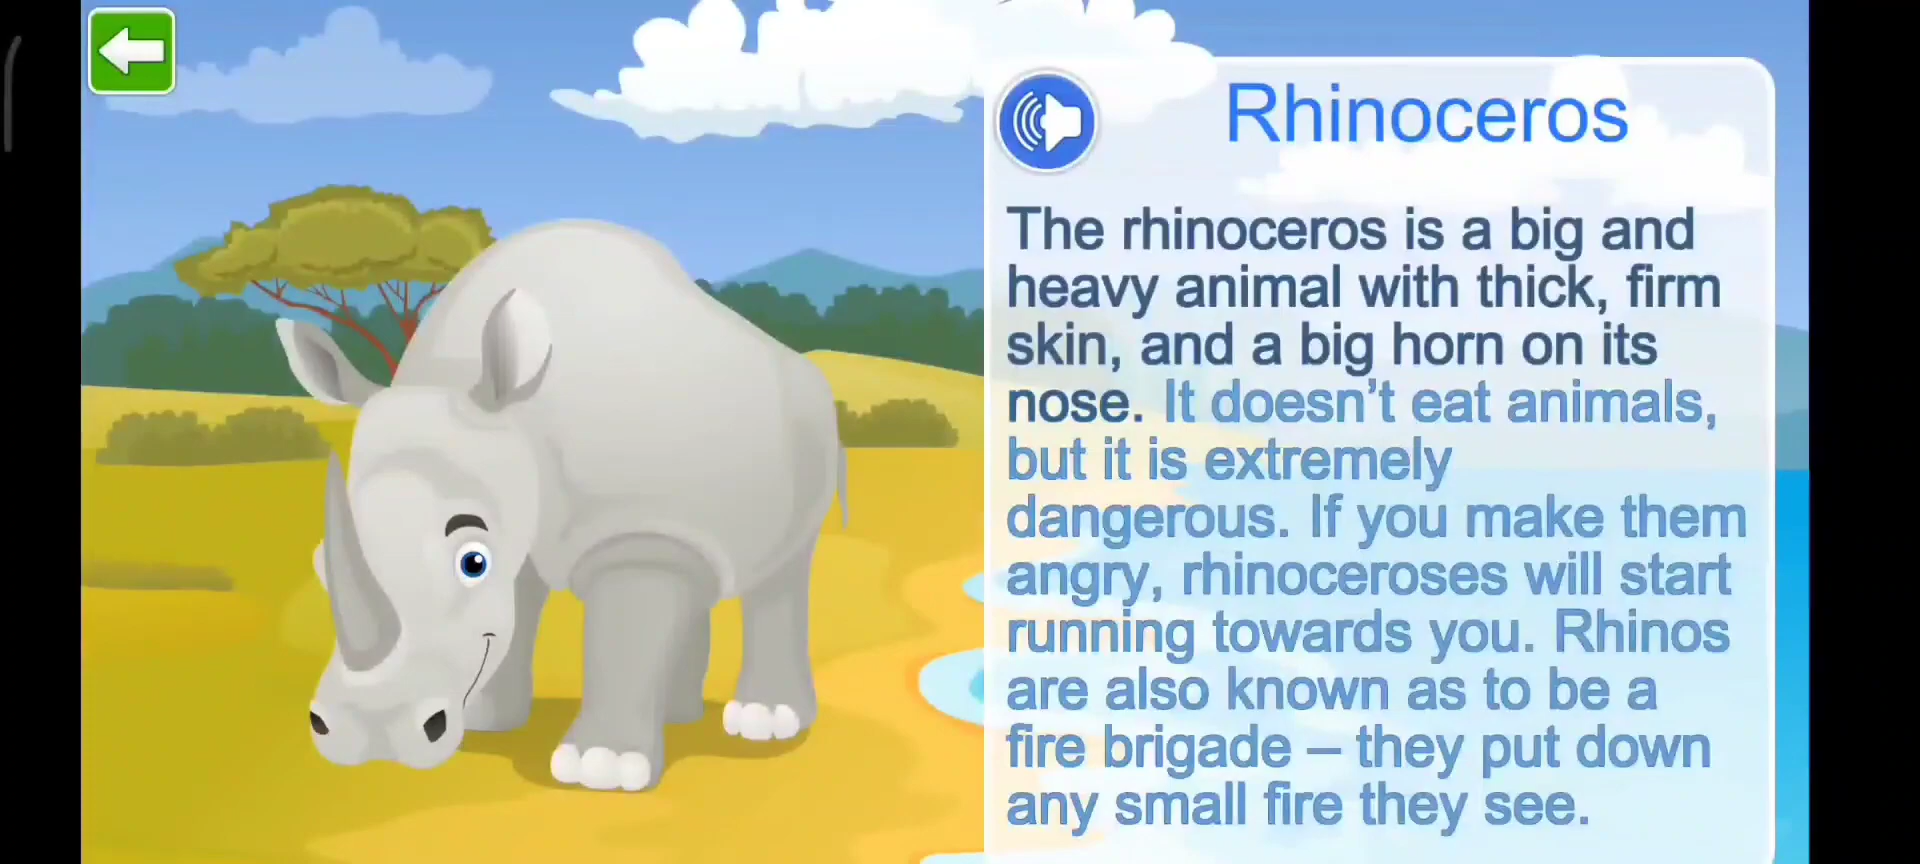 Rhinoceros
The rhinoceros is a big and
heavy animal with thick, firm
skin, and a big horn on its
nose. It doesn’t eat animals,
but it is extremely
dangerous. If you make them
angry, rhinoceroses will start
running towards you. Rhinos
are also known as to be a
fire brigade – they put down
any small fire they see.